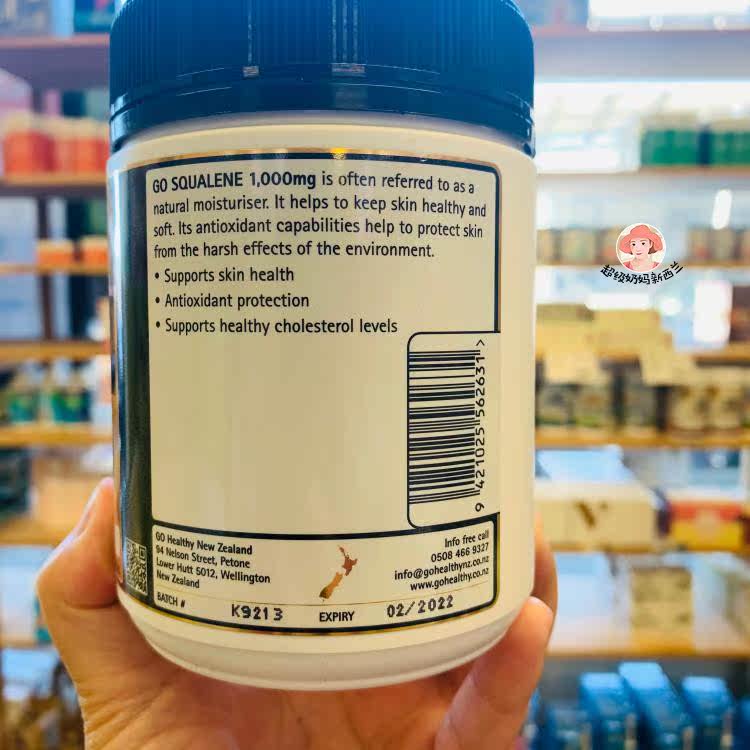 GO SQUALENE 1,000mg is often referred to as a
natural moisturiser. It helps to keep skin healthy and
soft. Its antioxidant capabilities help to protect skin
from the harsh effects of the environment.
• Supports skin health
• Antioxidant protection
• Supports healthy cholesterol levels
9 421025 562631 >
GO Healthy New Zealand
94 Nelson Street, Petone
Lower Hutt 5012, Wellington
New Zealand
Info free call
0508 466 9327
info@gohealthy.co.nz
www.gohealthynz.co.nz
BATCH # K9213 EXPIRY 02/2022
超级奶妈新西兰